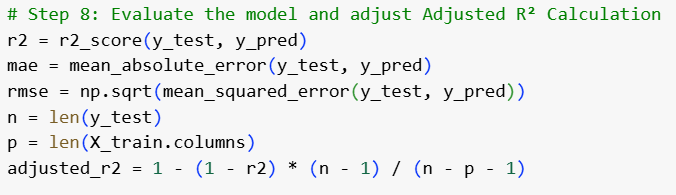 # Step 8: Evaluate the model and adjust Adjusted R² Calculation
r2 = r2_score(y_test, y_pred)
mae = mean_absolute_error(y_test, y_pred)
rmse = np.sqrt(mean_squared_error(y_test, y_pred))
n = len(y_test)
p = len(X_train.columns)
adjusted_r2 = 1 - (1 - r2) * (n - 1) / (n - p - 1)